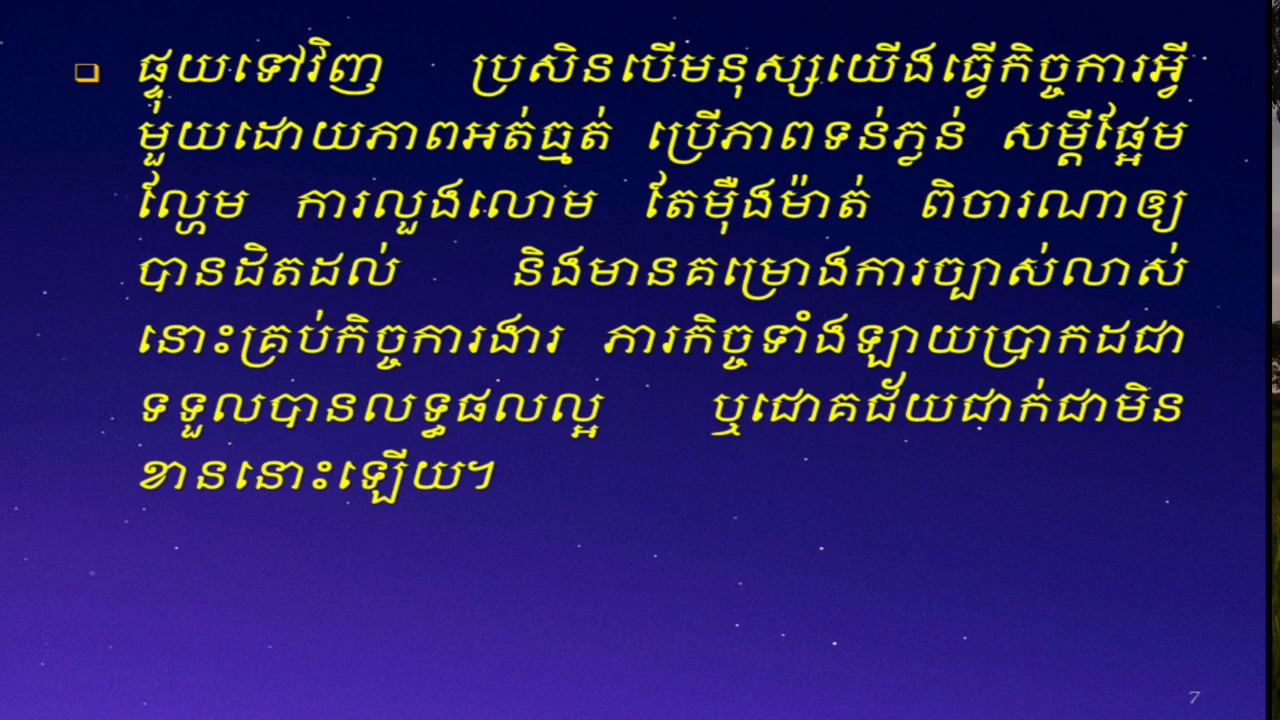 ❑ ផ្ទុយទៅវិញ ប្រសិនបើមនុស្សយើងធ្វើកិច្ចការអ្វី
មួយដោយភាពអត់ធ្មត់ ប្រើភាពទន់ភ្លន់ សម្ដីផ្អែម
ល្ហែម ការលួងលោម តែម៉ឺងម៉ាត់ ពិចារណាឲ្យ
បានដិតដល់ និងមានគម្រោងការច្បាស់លាស់
នោះគ្រប់កិច្ចការងារ ភារកិច្ចទាំងឡាយប្រាកដជា
ទទួលបានលទ្ធផលល្អ ឬជោគជ័យជាក់ជាមិន
ខាននោះឡើយ។
7